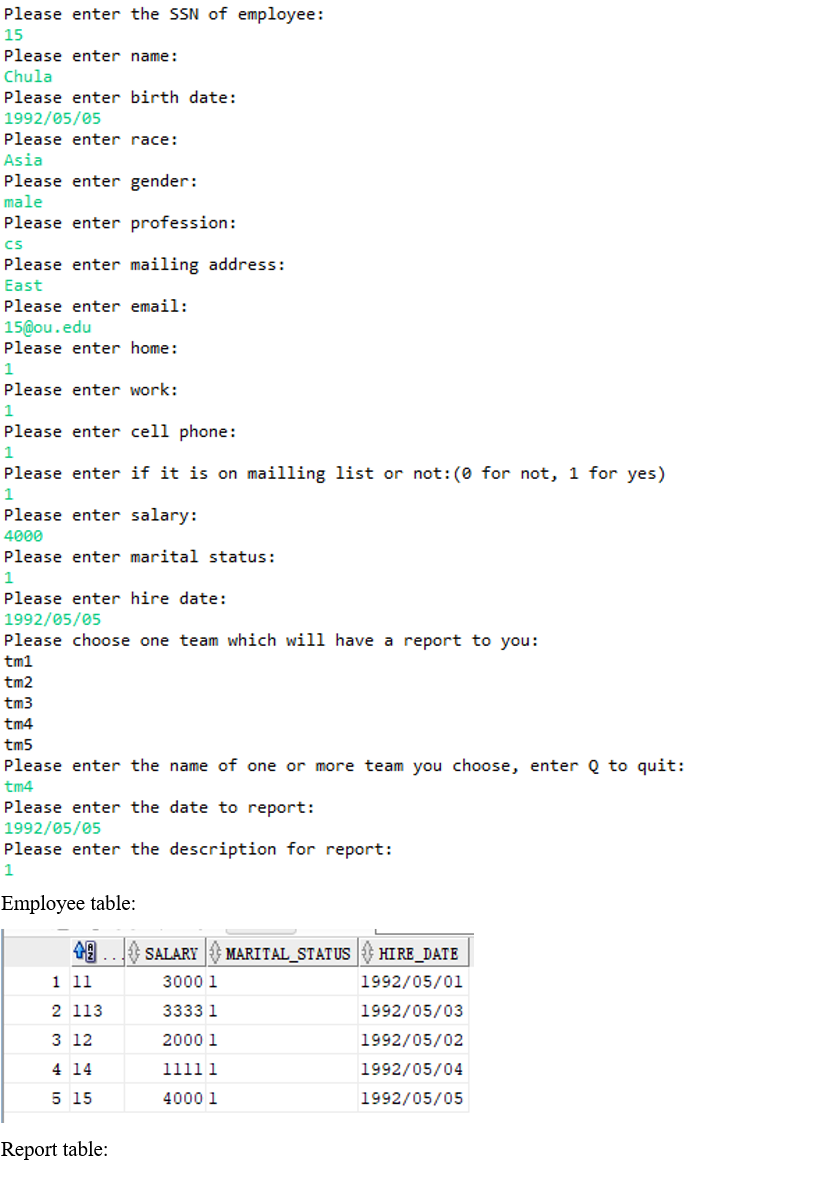 Please enter the SSN of employee:
15
Please enter name:
Chula
Please enter birth date:
1992/05/05
Please enter race:
Asia
Please enter gender:
male
Please enter profession:
cs
Please enter mailing address:
East
Please enter email:
15@ou.edu
Please enter home:
1
Please enter work:
1
Please enter cell phone:
1
Please enter if it is on mailling list or not:(0 for not, 1 for yes)
1
Please enter salary:
4000
Please enter marital status:
1
Please enter hire date:
1992/05/05
Please choose one team which will have a report to you:
tm1
tm2
tm3
tm4
tm5
Please enter the name of one or more team you choose, enter Q to quit:
tm4
Please enter the date to report:
1992/05/05
Please enter the description for report:
1
Employee table:
... SALARY MARITAL_STATUS HIRE_DATE
1 11 3000 1 1992/05/01
2 113 3333 1 1992/05/03
3 12 2000 1 1992/05/02
4 14 1111 1 1992/05/04
5 15 4000 1 1992/05/05
Report table: